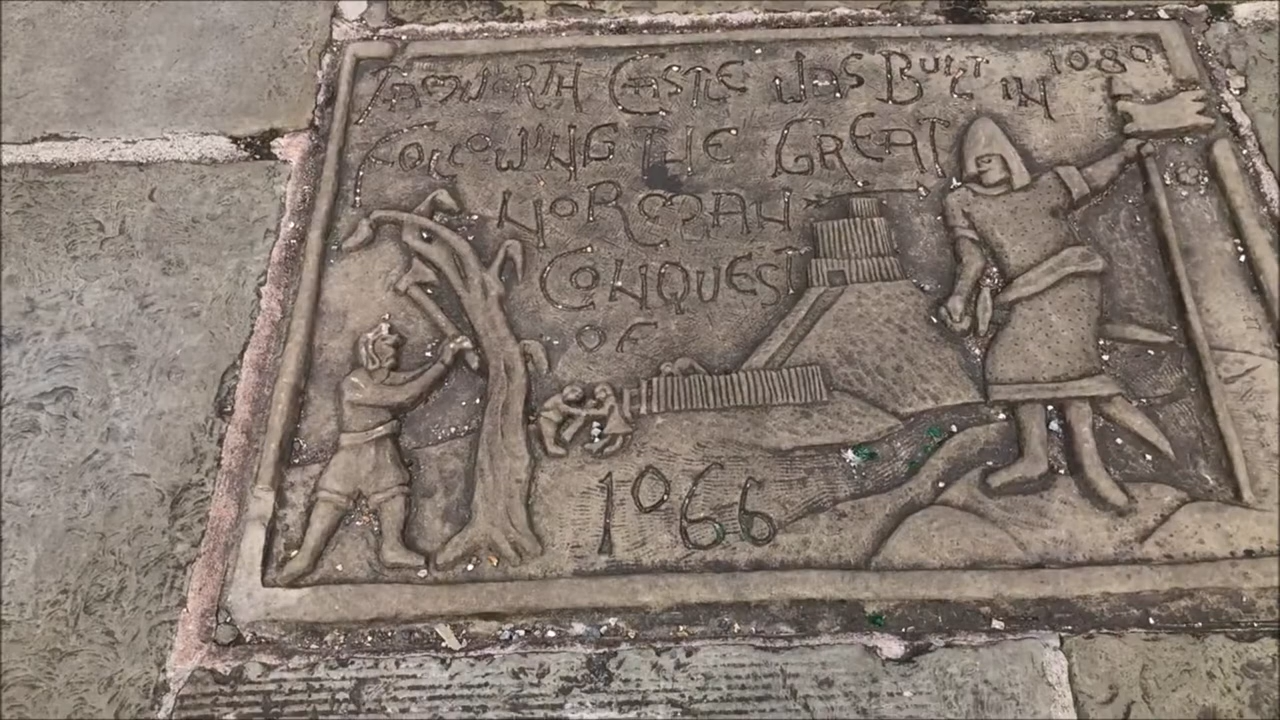 TAMWORTH CASTLE WAS BUILT IN 1080
FOLLOWING THE GREAT
NORMAN
CONQUEST
OF
1066